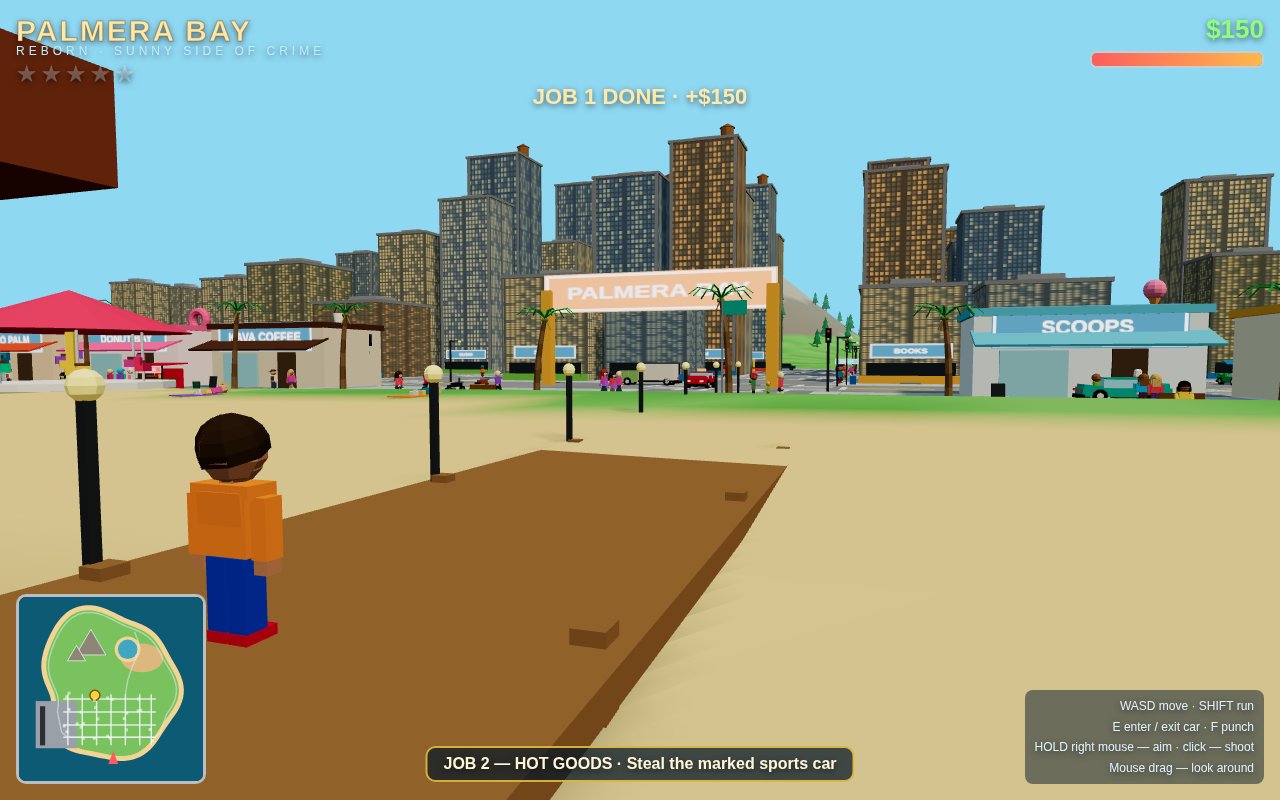 PALMERA BAY
REBORN · SUNNY SIDE OF CRIME
$150
JOB 1 DONE · +$150
PALMERA
DONUT BAY
KAVA COFFEE
BOOKS
SCOOPS
WASD move · SHIFT run
E enter / exit car · F punch
HOLD right mouse — aim · click — shoot
Mouse drag — look around
JOB 2 — HOT GOODS · Steal the marked sports car